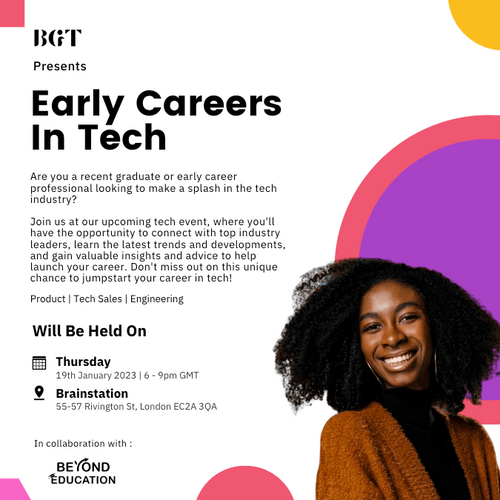 BGT
Presents
Early Careers
In Tech
Are you a recent graduate or early career
professional looking to make a splash in the tech
industry?
Join us at our upcoming tech event, where you'll
have the opportunity to connect with top industry
leaders, learn the latest trends and developments,
and gain valuable insights and advice to help
launch your career. Don't miss out on this unique
chance to jumpstart your career in tech!
Product | Tech Sales | Engineering
Will Be Held On
Thursday
19th January 2023 | 6 - 9pm GMT
Brainstation
55-57 Rivington St, London EC2A 3QA
In collaboration with :
BEYOND
EDUCATION